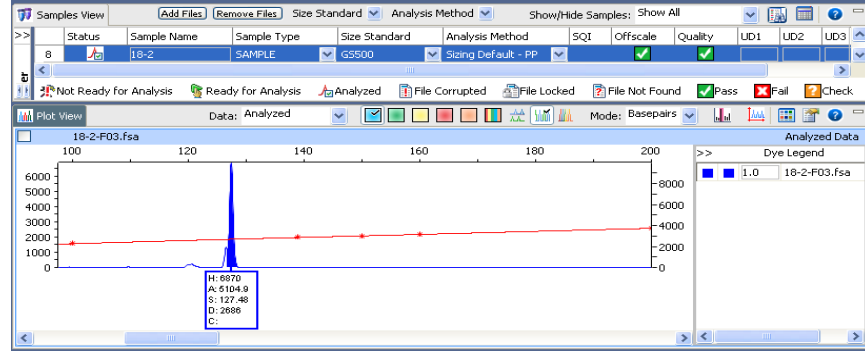 Samples View Add Files Remove Files Size Standard Analysis Method Show/Hide Samples: Show All
>> Status Sample Name Sample Type Size Standard Analysis Method SQI Offscale Quality UD1 UD2 UD3
8 18-2 SAMPLE GS500 Sizing Default - PP
er
Not Ready for Analysis Ready for Analysis Analyzed File Corrupted File Locked File Not Found Pass Fail Check
Plot View Data: Analyzed Mode: Basepairs
18-2-F03.fsa Analyzed Data
100 120 140 160 180 200 >> Dye Legend
1.0 18-2-F03.fsa
6000
5000
4000
3000
2000
1000
0
8000
6000
4000
2000
0
H: 6870
A: 5104.9
S: 127.48
D: 2686
C: